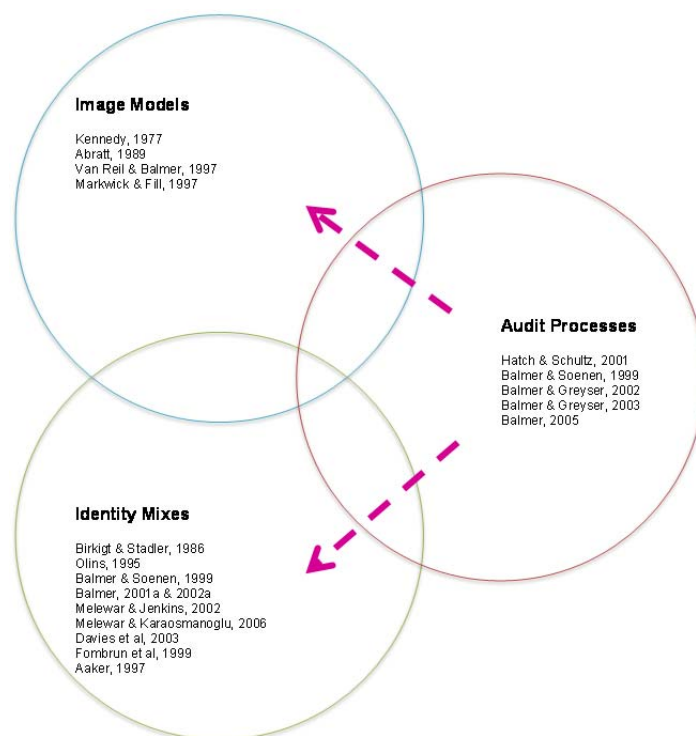 Image Models
Kennedy, 1977
Abratt, 1989
Van Reil & Balmer, 1997
Markwick & Fill, 1997
Audit Processes
Hatch & Schultz, 2001
Balmer & Soenen, 1999
Balmer & Greyser, 2002
Balmer & Greyser, 2003
Balmer, 2005
Identity Mixes
Birkigt & Stadler, 1986
Olins, 1995
Balmer & Soenen, 1999
Balmer, 2001a & 2002a
Melewar & Jenkins, 2002
Melewar & Karaosmanoglu, 2006
Davies et al, 2003
Fombrun et al, 1999
Aaker, 1997